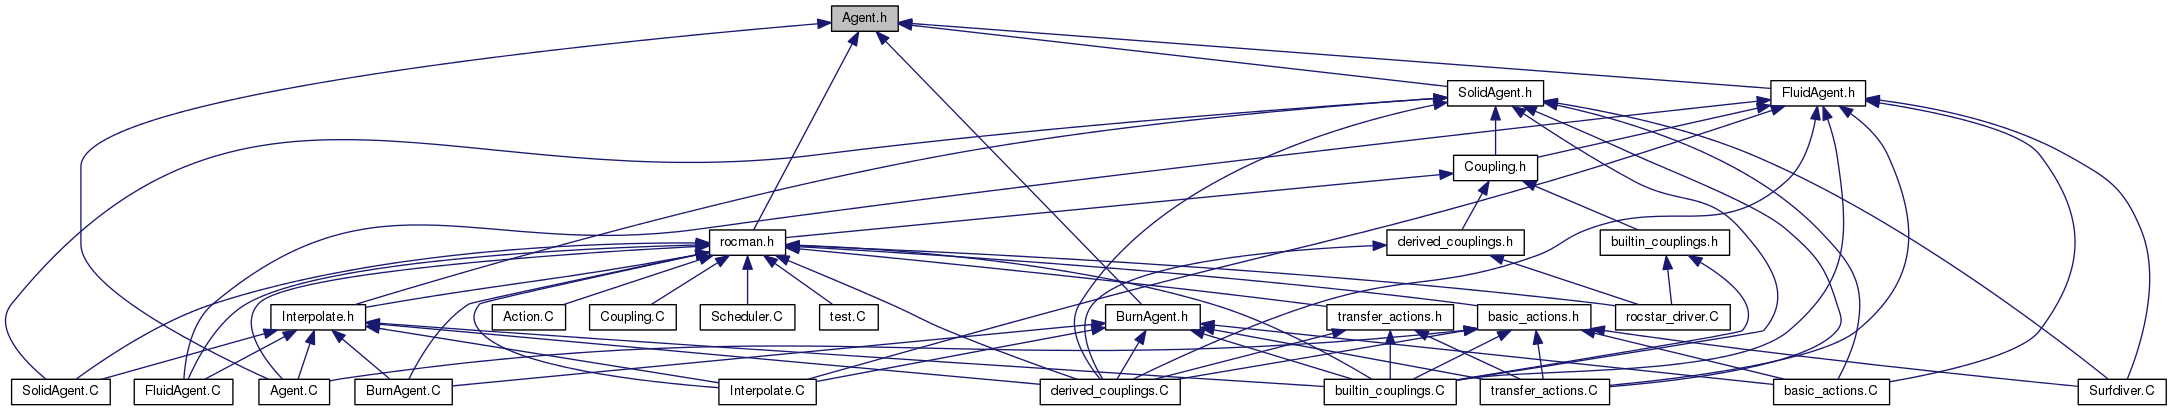 Agent.h
SolidAgent.h
FluidAgent.h
Coupling.h
rocman.h
derived_couplings.h
builtin_couplings.h
Interpolate.h
Action.C
Coupling.C
Scheduler.C
test.C
BurnAgent.h
transfer_actions.h
basic_actions.h
rocstar_driver.C
SolidAgent.C
FluidAgent.C
Agent.C
BurnAgent.C
Interpolate.C
derived_couplings.C
builtin_couplings.C
transfer_actions.C
basic_actions.C
Surfdiver.C